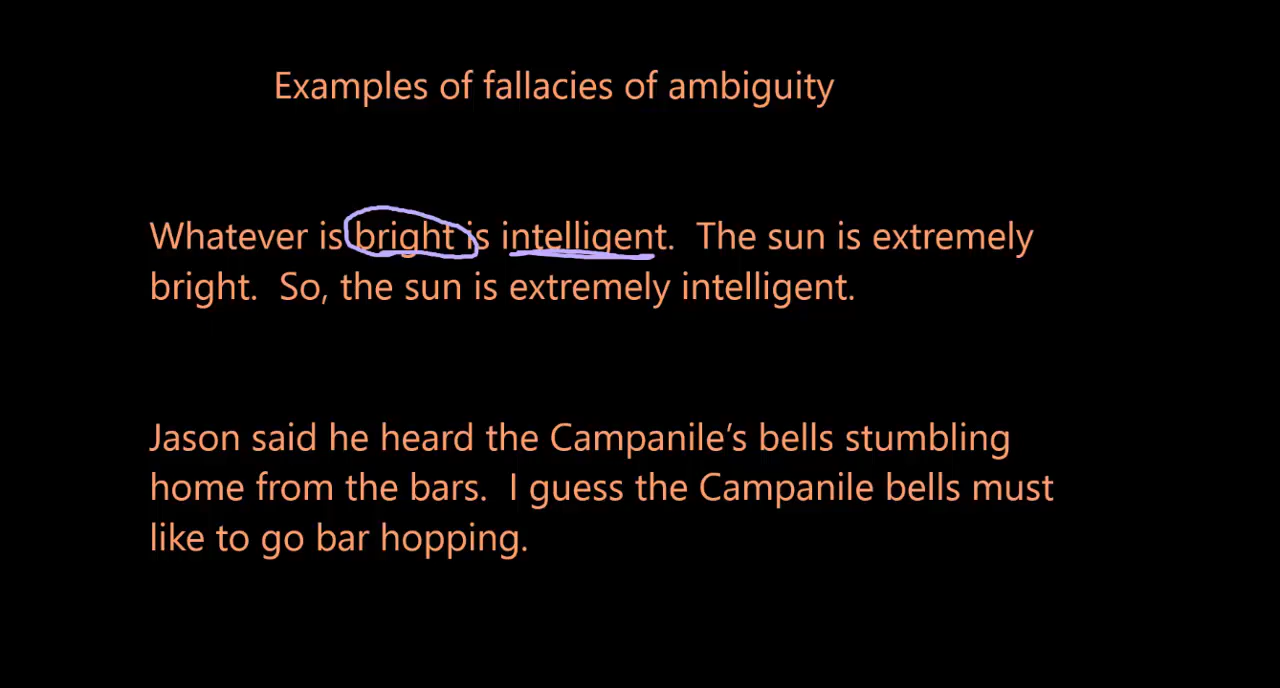 Examples of fallacies of ambiguity
Whatever is bright is intelligent.  The sun is extremely
bright.  So, the sun is extremely intelligent.
Jason said he heard the Campanile’s bells stumbling
home from the bars.  I guess the Campanile bells must
like to go bar hopping.